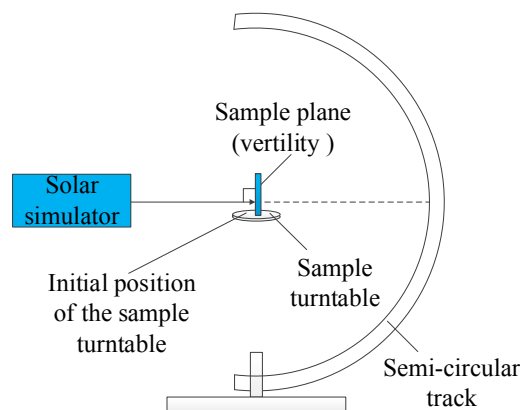 Sample plane
(vertility )
Solar
simulator
Initial position
of the sample
turntable
Sample
turntable
Semi-circular
track